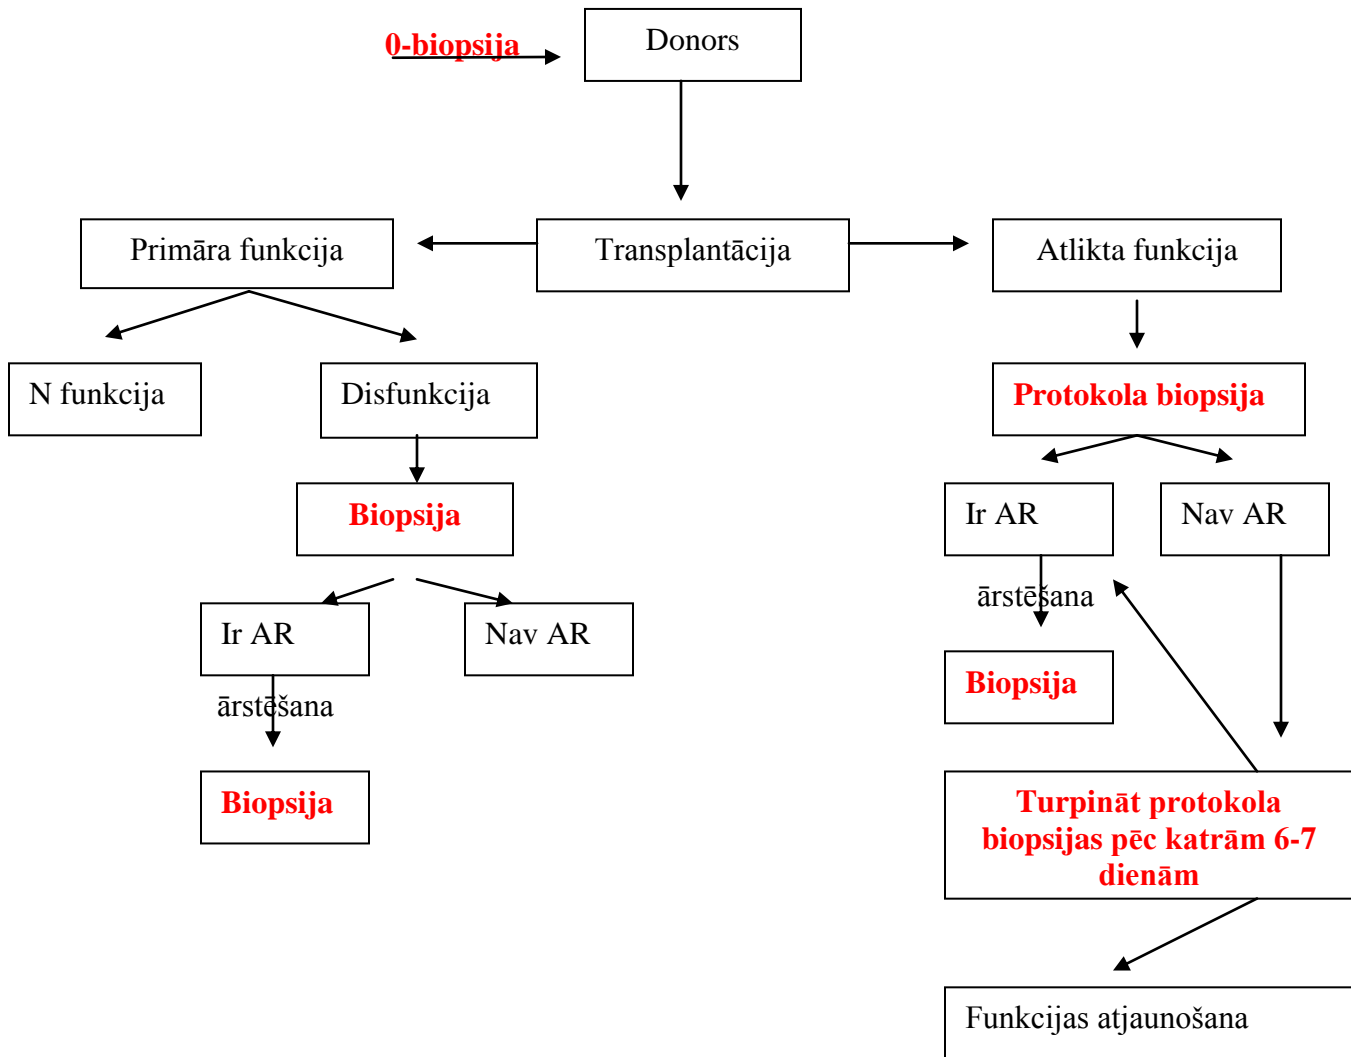 0-biopsija
Donors
Primāra funkcija
Transplantācija
Atlikta funkcija
N funkcija
Disfunkcija
Protokola biopsija
Biopsija
Ir AR
Nav AR
ārstēšana
Ir AR
Nav AR
Biopsija
ārstēšana
Biopsija
Turpināt protokola
biopsijas pēc katrām 6-7
dienām
Funkcijas atjaunošana